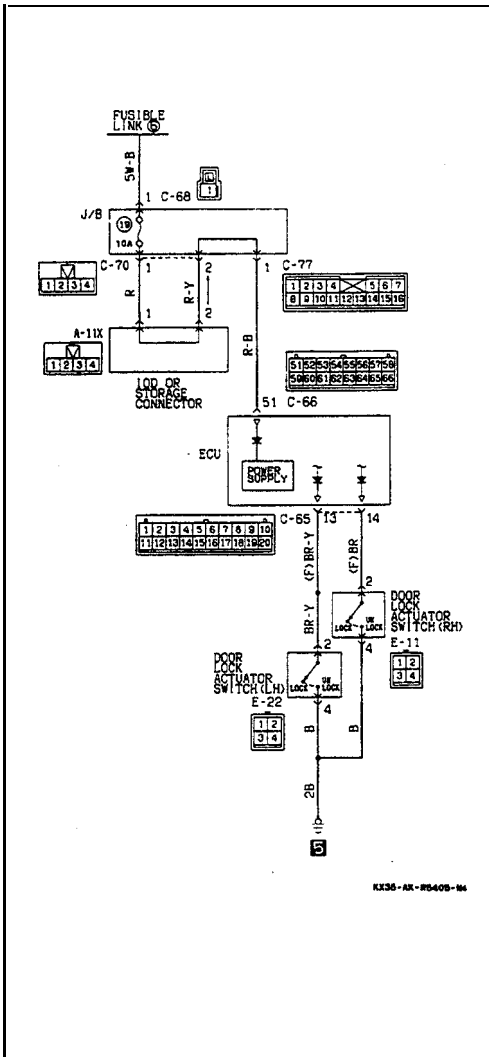 FUSIBLE
LINK ⑥
5W-B
1 C-68
1
J/B
19
10A
C-70 1 2 1 C-77
1 2 3 4
1 2 3 4 5 6 7
8 9 10 11 12 13 14 15 16
R
R-Y
R-B
1 2
A-11X
1 2 3 4
IOD OR
STORAGE
CONNECTOR
51 52 53 54 55 56 57 58
59 60 61 62 63 64 65 66
51 C-66
ECU
POWER
SUPPLY
C-65 13 14
1 2 3 4 5 6 7 8 9 10
11 12 13 14 15 16 17 18 19 20
(F)BR-Y
(F)BR
BR-Y
2
LOCK
UN
LOCK
DOOR
LOCK
ACTUATOR
SWITCH(RH)
4
E-11
1 2
3 4
2
DOOR
LOCK
ACTUATOR
SWITCH(LH)
LOCK
UN
LOCK
4
E-22
1 2
3 4
B
B
2B
5
KX36-AK-R5405-N4